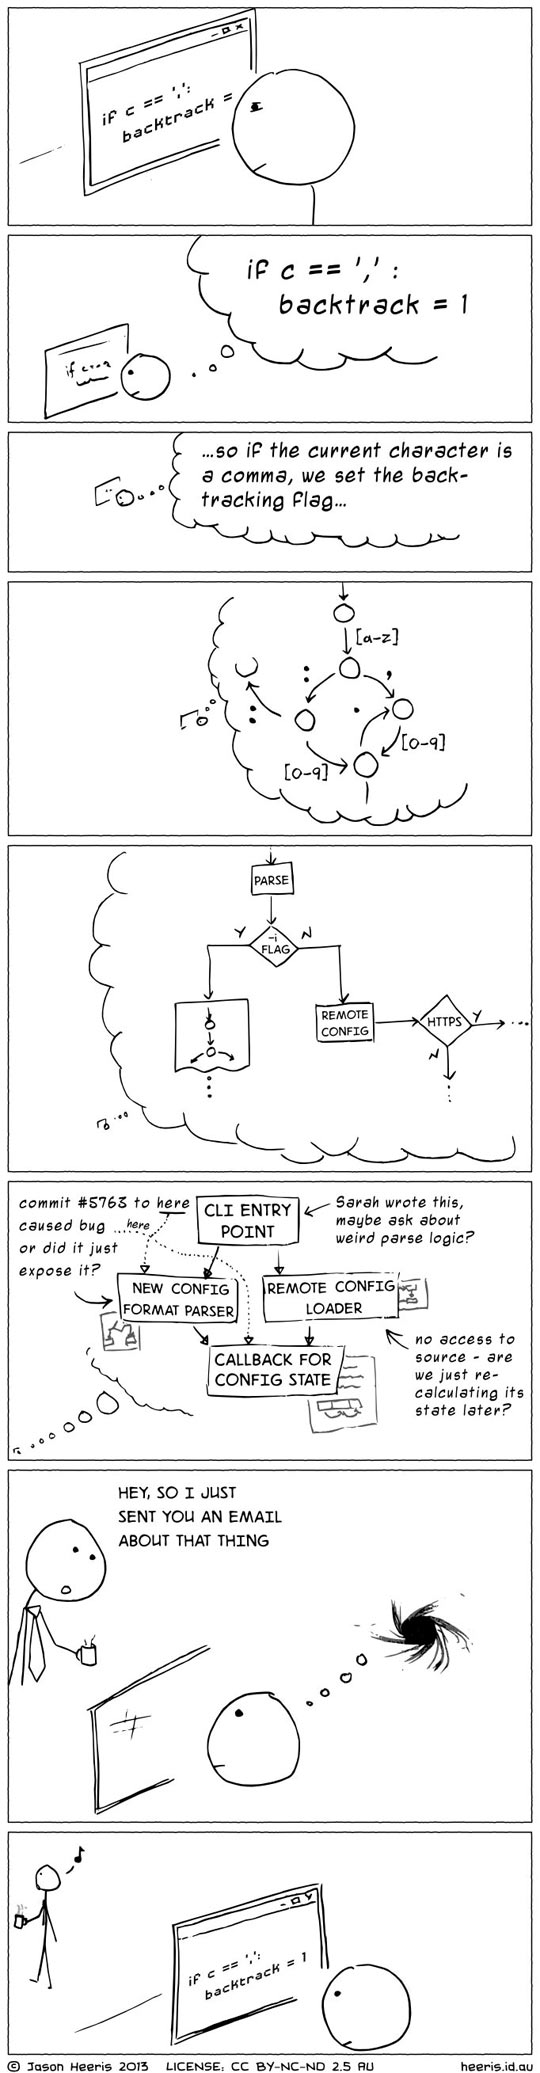 if c == ',':
backtrack =
if c == ',' :
backtrack = 1
...so if the current character is
a comma, we set the back-
tracking flag...
[a-z]
:
,
:
.
[0-9]
[0-9]
PARSE
-i
FLAG
Y
N
REMOTE
CONFIG
HTTPS
Y
N
commit #5763 to here
caused bug ...here
or did it just
expose it?
CLI ENTRY
POINT
Sarah wrote this,
maybe ask about
weird parse logic?
NEW CONFIG
FORMAT PARSER
REMOTE CONFIG
LOADER
CALLBACK FOR
CONFIG STATE
no access to
source - are
we just re-
calculating its
state later?
HEY, SO I JUST
SENT YOU AN EMAIL
ABOUT THAT THING
if c == ',':
backtrack = 1
© Jason Heeris 2013 LICENSE: CC BY-NC-ND 2.5 AU heeris.id.au